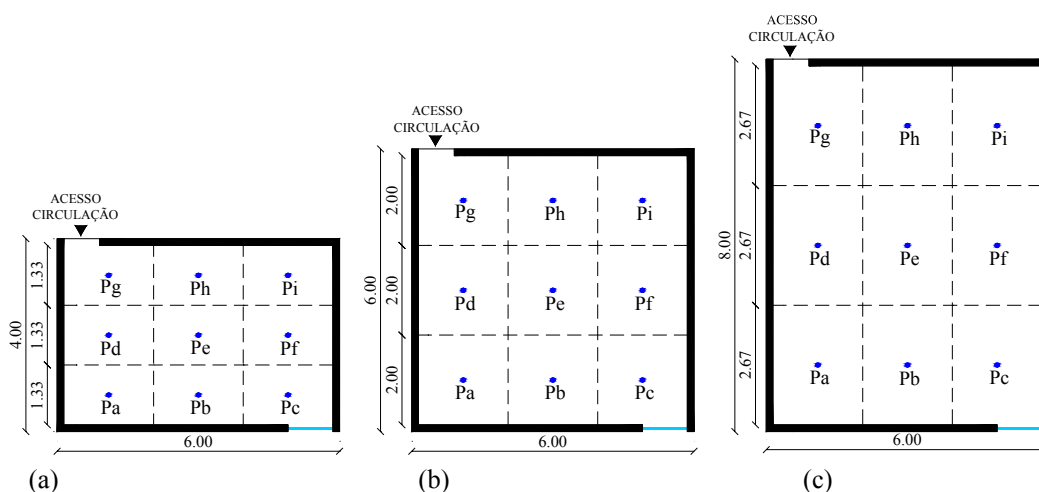 ACESSO
CIRCULAÇÃO
4.00
1.33
1.33
1.33
Pg Ph Pi
Pd Pe Pf
Pa Pb Pc
6.00
(a)
ACESSO
CIRCULAÇÃO
6.00
2.00
2.00
2.00
Pg Ph Pi
Pd Pe Pf
Pa Pb Pc
6.00
(b)
ACESSO
CIRCULAÇÃO
8.00
2.67
2.67
2.67
Pg Ph Pi
Pd Pe Pf
Pa Pb Pc
6.00
(c)